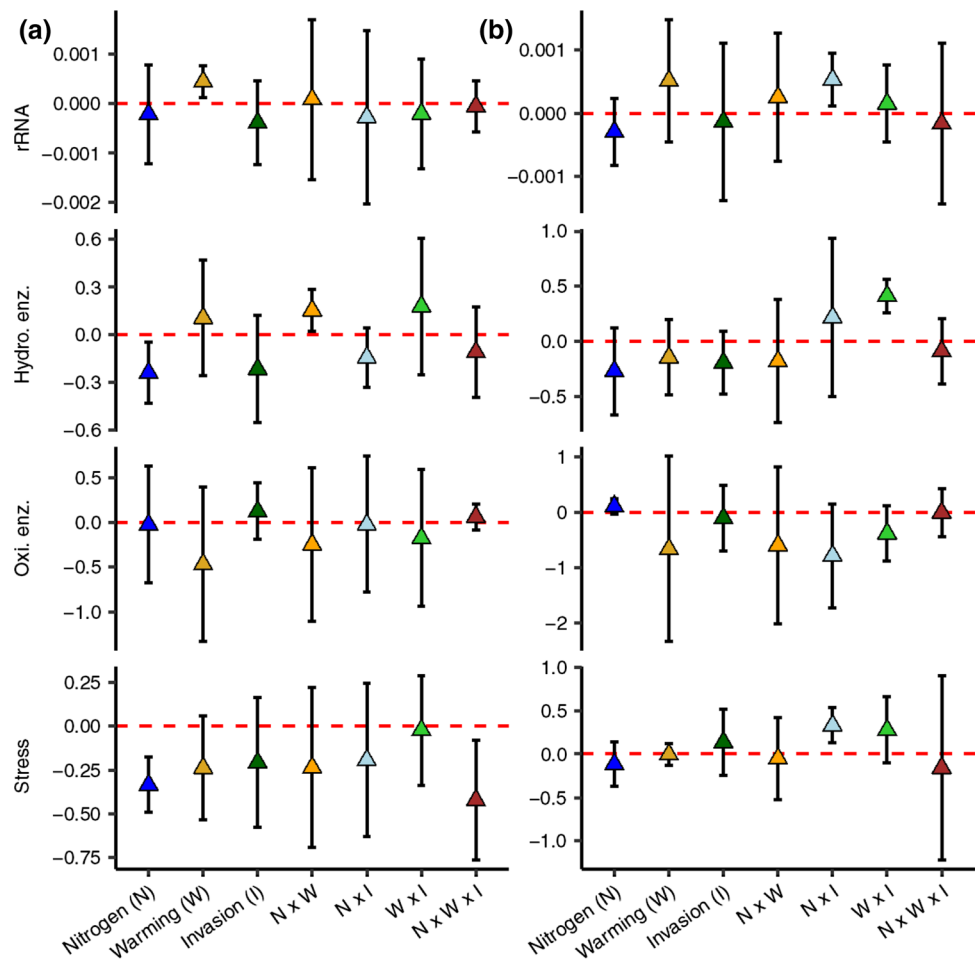 (a)
(b)
rRNA
0.001
0.000
−0.001
−0.002
0.001
0.000
−0.001
Hydro. enz.
0.6
0.3
0.0
−0.3
−0.6
1.0
0.5
0.0
−0.5
Oxi. enz.
0.5
0.0
−0.5
−1.0
1
0
−1
−2
Stress
0.25
0.00
−0.25
−0.50
−0.75
1.0
0.5
0.0
−0.5
−1.0
Nitrogen (N)
Warming (W)
Invasion (I)
N x W
N x I
W x I
N x W x I
Nitrogen (N)
Warming (W)
Invasion (I)
N x W
N x I
W x I
N x W x I